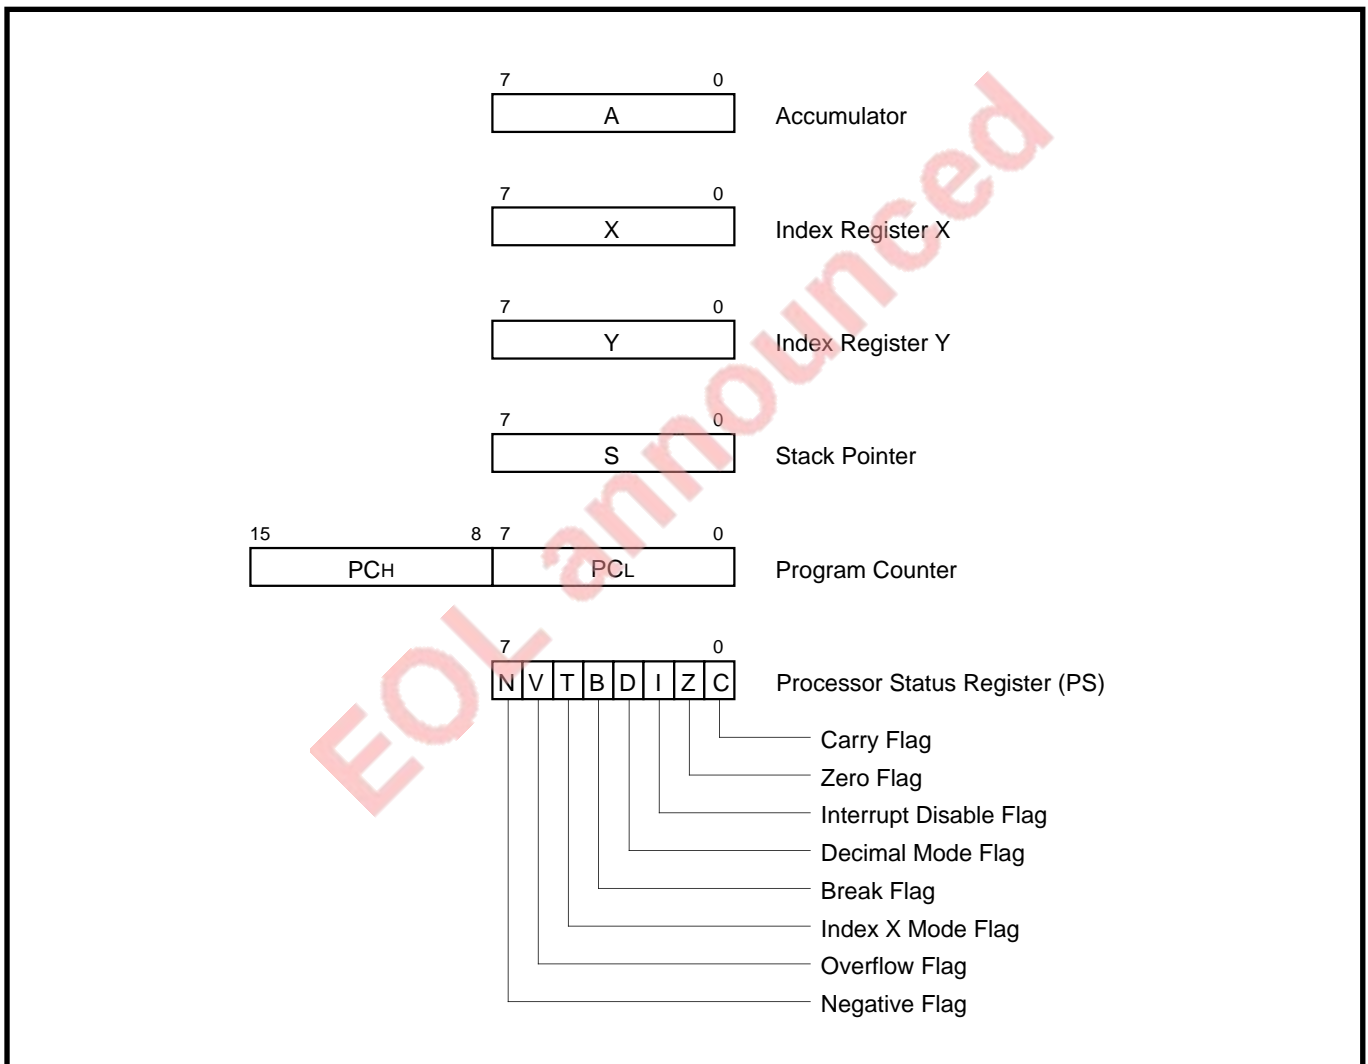 7 0
A Accumulator
7 0
X Index Register X
7 0
Y Index Register Y
7 0
S Stack Pointer
15 8 7 0
PCH PCL Program Counter
7 0
N V T B D I Z C Processor Status Register (PS)
Carry Flag
Zero Flag
Interrupt Disable Flag
Decimal Mode Flag
Break Flag
Index X Mode Flag
Overflow Flag
Negative Flag
EOL announced